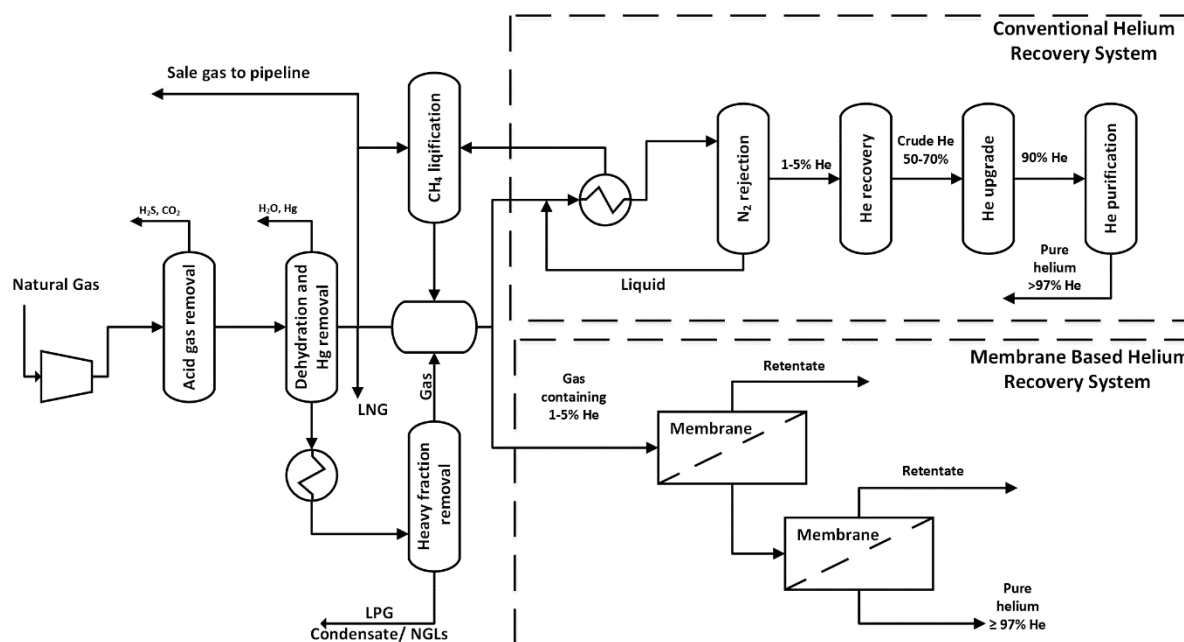 Conventional Helium
Recovery System
Sale gas to pipeline
CH₄ liqification
N₂ rejection
1-5% He
He recovery
Crude He
50-70%
He upgrade
90% He
He purification
H₂S, CO₂
H₂O, Hg
Natural Gas
Acid gas removal
Dehydration and
Hg removal
Liquid
Pure
helium
>97% He
Membrane Based Helium
Recovery System
Gas
LNG
Heavy fraction
removal
LPG
Condensate/ NGLs
Gas
containing
1-5% He
Retentate
Membrane
Retentate
Membrane
Pure
helium
≥ 97% He